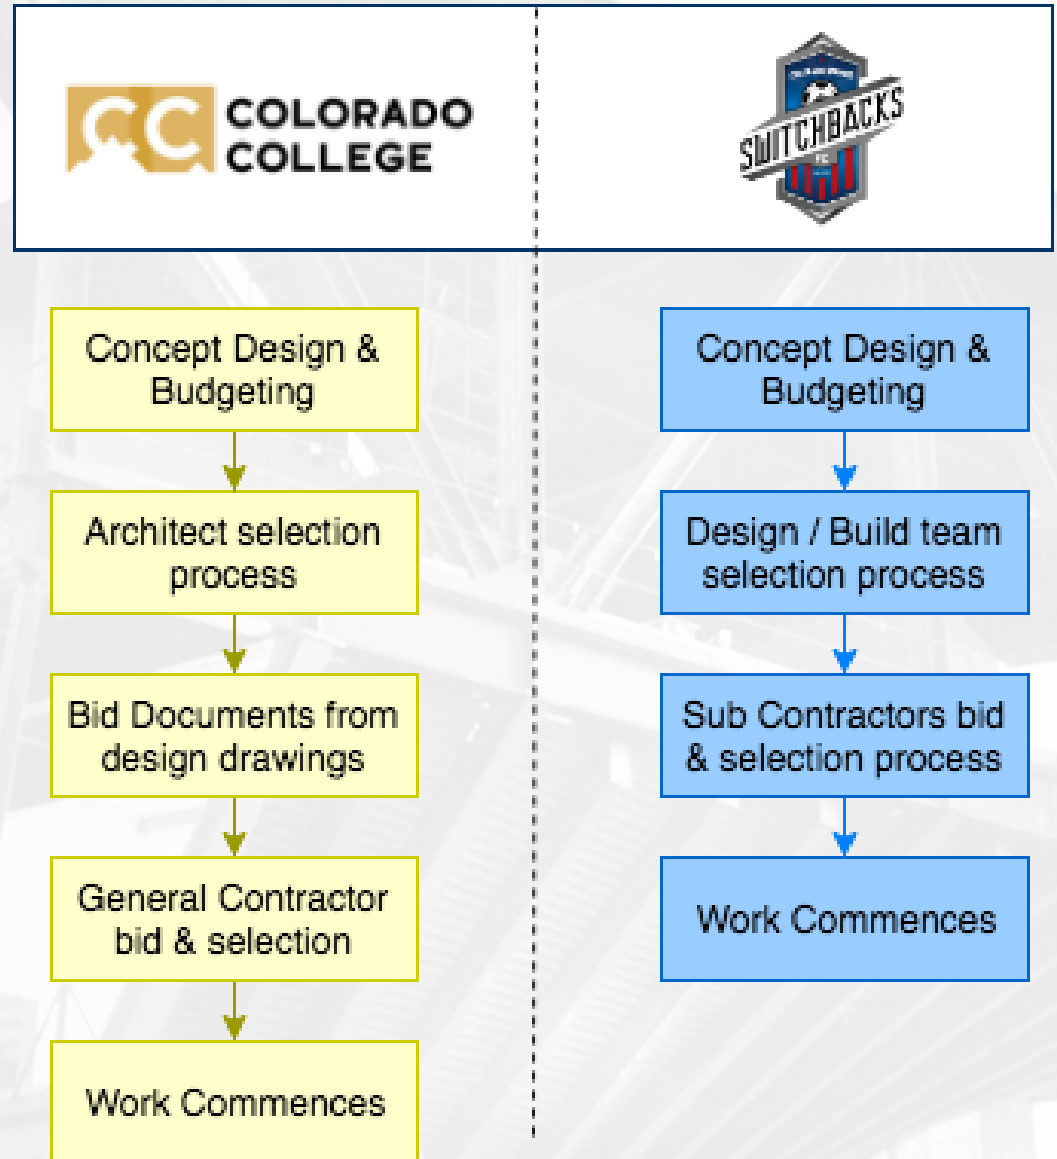 COLORADO
COLLEGE
SWITCHBACKS
FC
Concept Design &
Budgeting
Architect selection
process
Bid Documents from
design drawings
General Contractor
bid & selection
Work Commences
Concept Design &
Budgeting
Design / Build team
selection process
Sub Contractors bid
& selection process
Work Commences